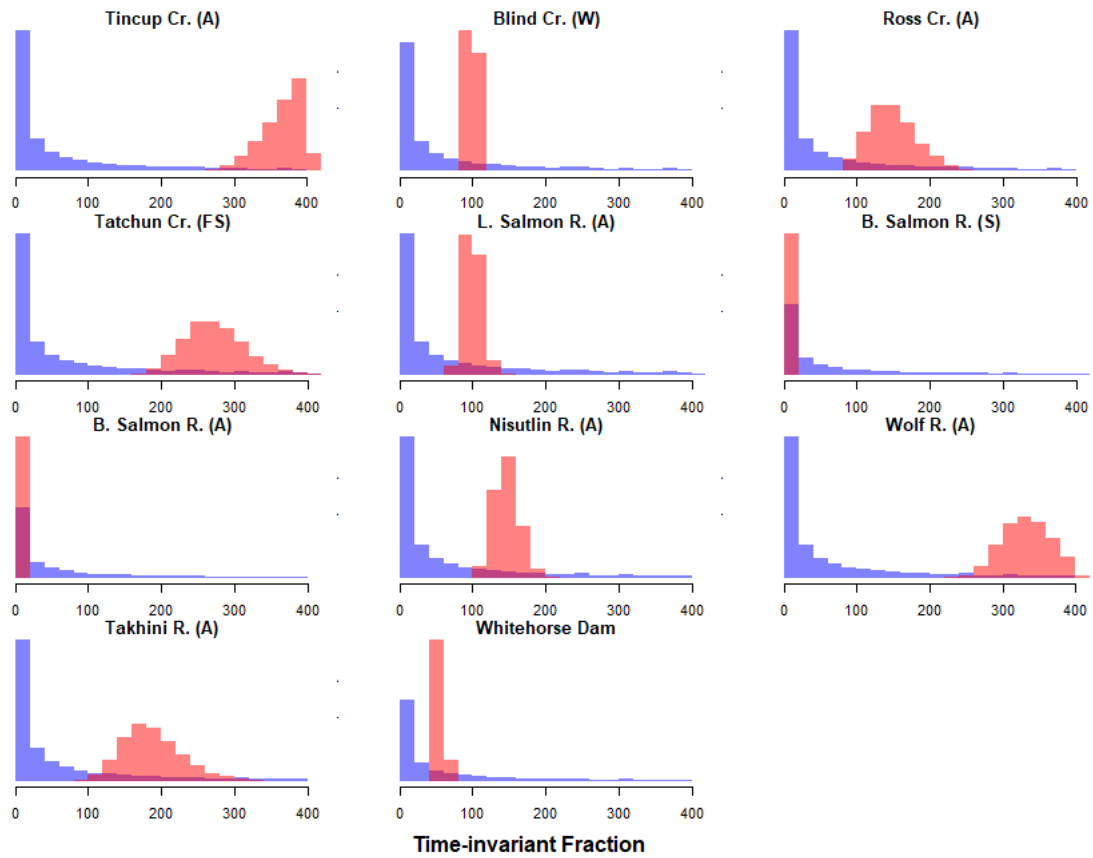 Tincup Cr. (A) Blind Cr. (W) Ross Cr. (A)
0 100 200 300 400 0 100 200 300 400 0 100 200 300 400
Tatchun Cr. (FS) L. Salmon R. (A) B. Salmon R. (S)
0 100 200 300 400 0 100 200 300 400 0 100 200 300 400
B. Salmon R. (A) Nisutlin R. (A) Wolf R. (A)
0 100 200 300 400 0 100 200 300 400 0 100 200 300 400
Takhini R. (A) Whitehorse Dam
0 100 200 300 400 0 100 200 300 400
Time-invariant Fraction